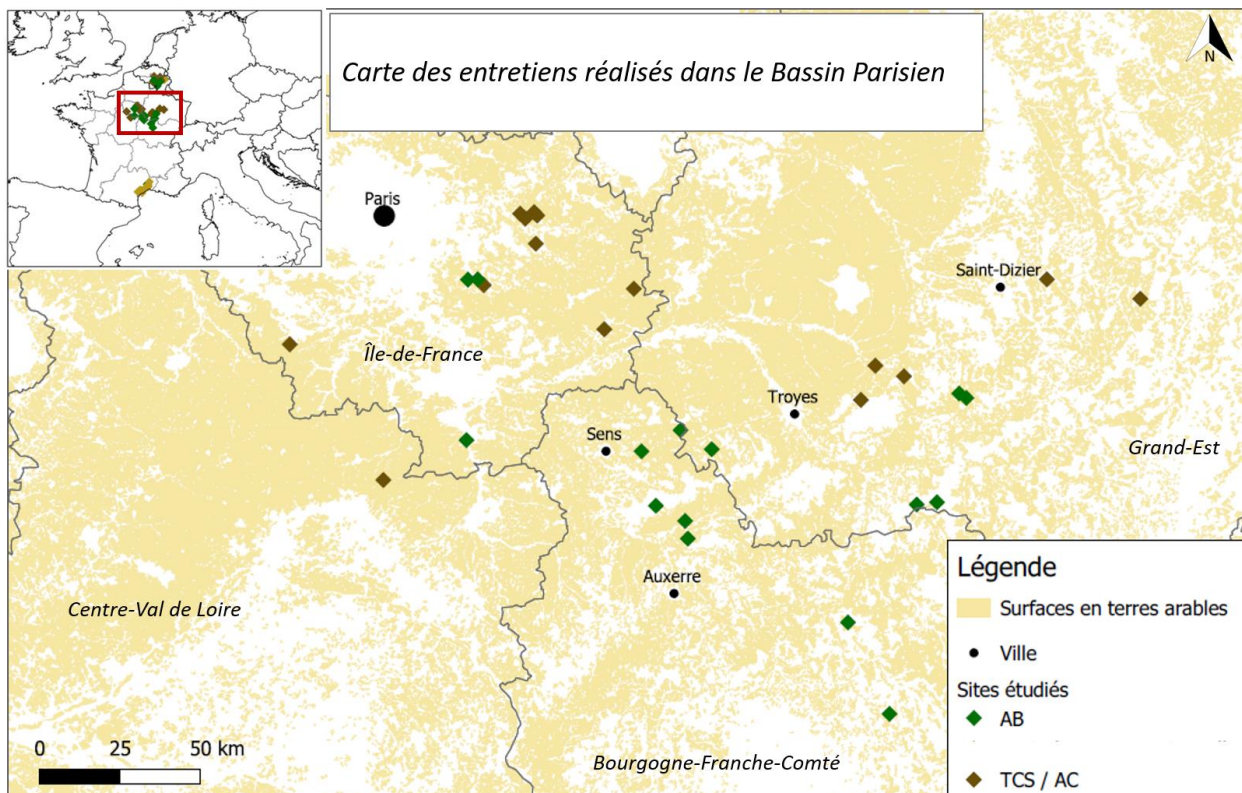 Carte des entretiens réalisés dans le Bassin Parisien
N
Paris
Saint-Dizier
Île-de-France
Troyes
Sens
Grand-Est
Auxerre
Centre-Val de Loire
Bourgogne-Franche-Comté
0 25 50 km
Légende
Surfaces en terres arables
Ville
Sites étudiés
AB
TCS / AC